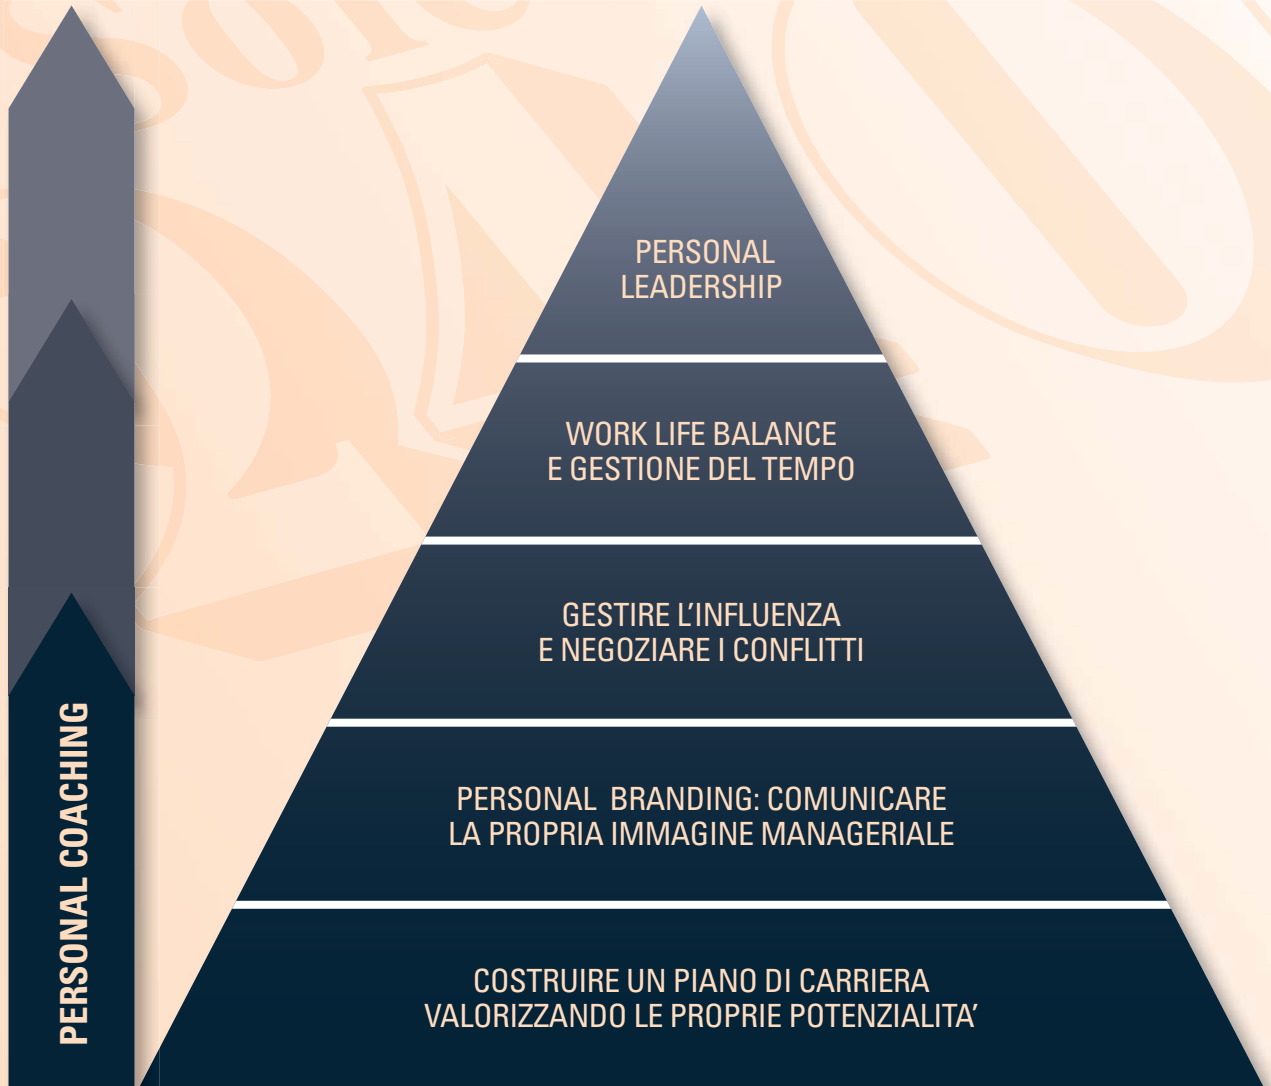 PERSONAL
LEADERSHIP
WORK LIFE BALANCE
E GESTIONE DEL TEMPO
GESTIRE L’INFLUENZA
E NEGOZIARE I CONFLITTI
PERSONAL BRANDING: COMUNICARE
LA PROPRIA IMMAGINE MANAGERIALE
COSTRUIRE UN PIANO DI CARRIERA
VALORIZZANDO LE PROPRIE POTENZIALITA’
PERSONAL COACHING